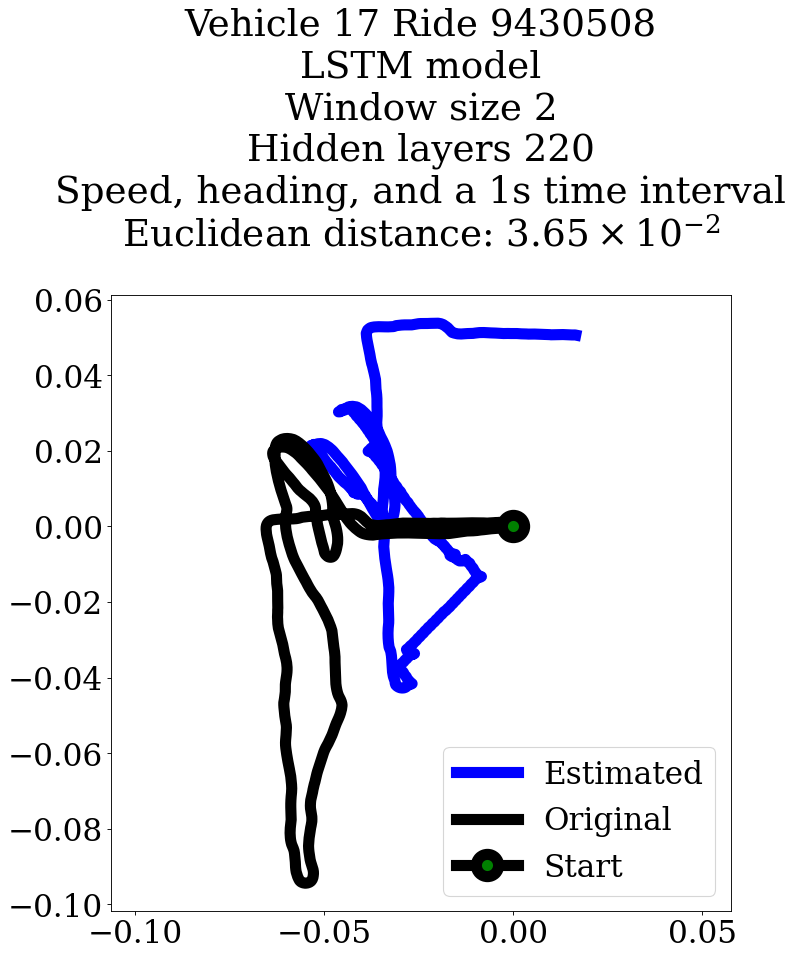 Vehicle 17 Ride 9430508
LSTM model
Window size 2
Hidden layers 220
Speed, heading, and a 1s time interval
Euclidean distance: 3.65 × 10⁻²
0.06
0.04
0.02
0.00
−0.02
−0.04
−0.06
−0.08
−0.10
Estimated
Original
Start
−0.10 −0.05 0.00 0.05